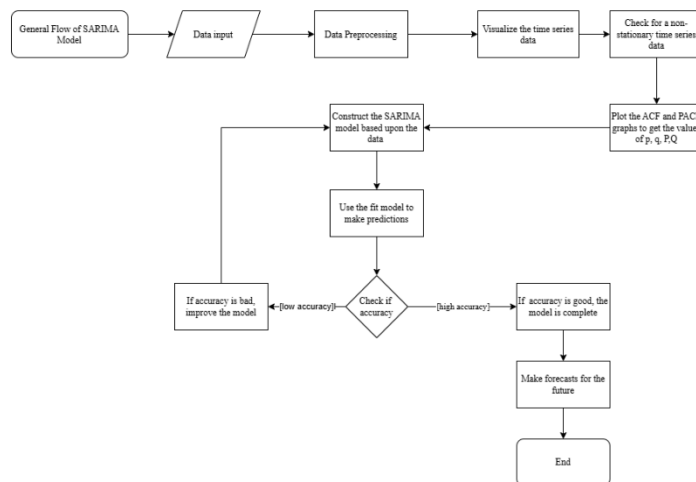 General Flow of SARIMA
Model
Data input
Data Preprocessing
Visualize the time series
data
Check for a non-
stationary time series
data
Plot the ACF and PACF
graphs to get the value
of p, q, P,Q
Construct the SARIMA
model based upon the
data
Use the fit model to
make predictions
Check if
accuracy
[low accuracy]
[high accuracy]
If accuracy is bad,
improve the model
If accuracy is good, the
model is complete
Make forecasts for the
future
End